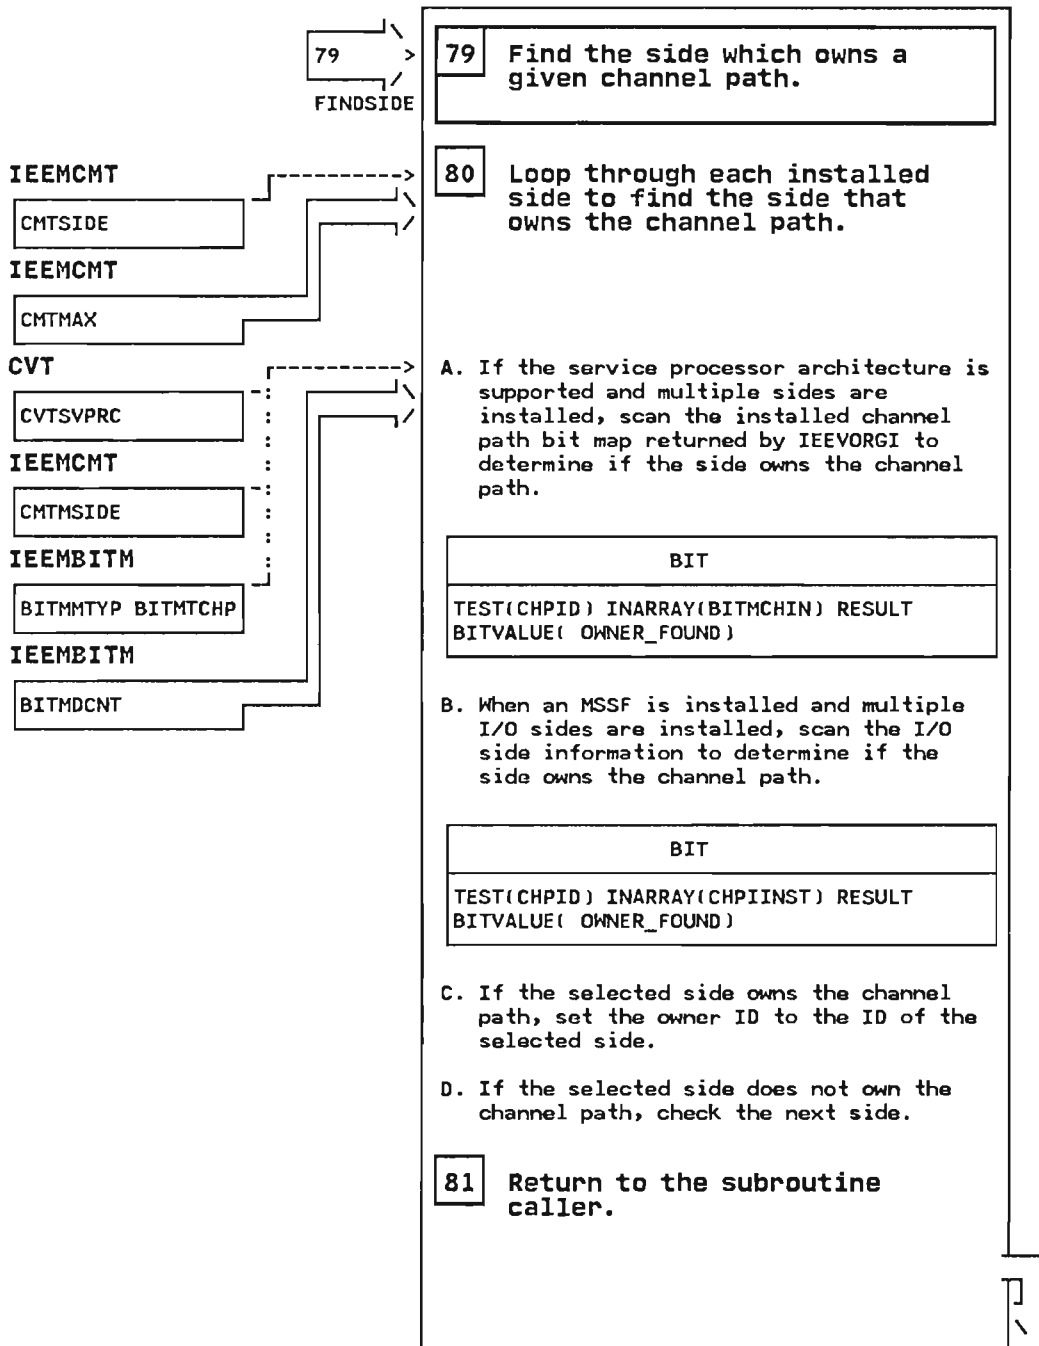 79
FINDSIDE
79 Find the side which owns a
given channel path.
IEEMCMT
CMTSIDE
IEEMCMT
CMTMAX
80 Loop through each installed
side to find the side that
owns the channel path.
CVT
CVTSVPRC
IEEMCMT
CMTMSIDE
IEEMBITM
BITMMTYP BITMTCHP
IEEMBITM
BITMDCNT
A. If the service processor architecture is
supported and multiple sides are
installed, scan the installed channel
path bit map returned by IEEVORGI to
determine if the side owns the channel
path.
BIT
TEST(CHPID) INARRAY(BITMCHIN) RESULT
BITVALUE( OWNER_FOUND)
B. When an MSSF is installed and multiple
I/O sides are installed, scan the I/O
side information to determine if the
side owns the channel path.
BIT
TEST(CHPID) INARRAY(CHPIINST) RESULT
BITVALUE( OWNER_FOUND)
C. If the selected side owns the channel
path, set the owner ID to the ID of the
selected side.
D. If the selected side does not own the
channel path, check the next side.
81 Return to the subroutine
caller.